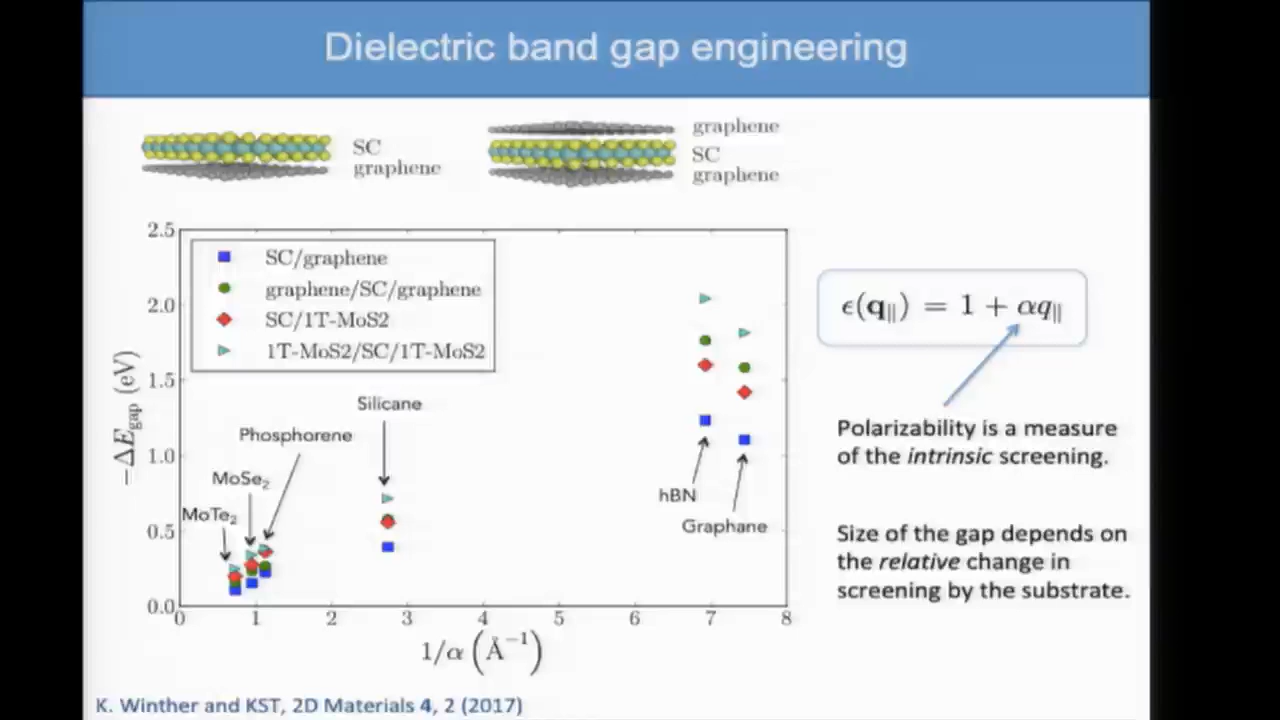 Dielectric band gap engineering
SC
graphene
graphene
SC
graphene
SC/graphene
graphene/SC/graphene
SC/1T-MoS2
1T-MoS2/SC/1T-MoS2
2.5
2.0
1.5
1.0
0.5
0.0
−ΔE_gap (eV)
Silicane
Phosphorene
MoSe₂
MoTe₂
hBN
Graphane
0 1 2 3 4 5 6 7 8
1/α (Å⁻¹)
ϵ(q∥) = 1 + αq∥
Polarizability is a measure
of the intrinsic screening.
Size of the gap depends on
the relative change in
screening by the substrate.
K. Winther and KST, 2D Materials 4, 2 (2017)